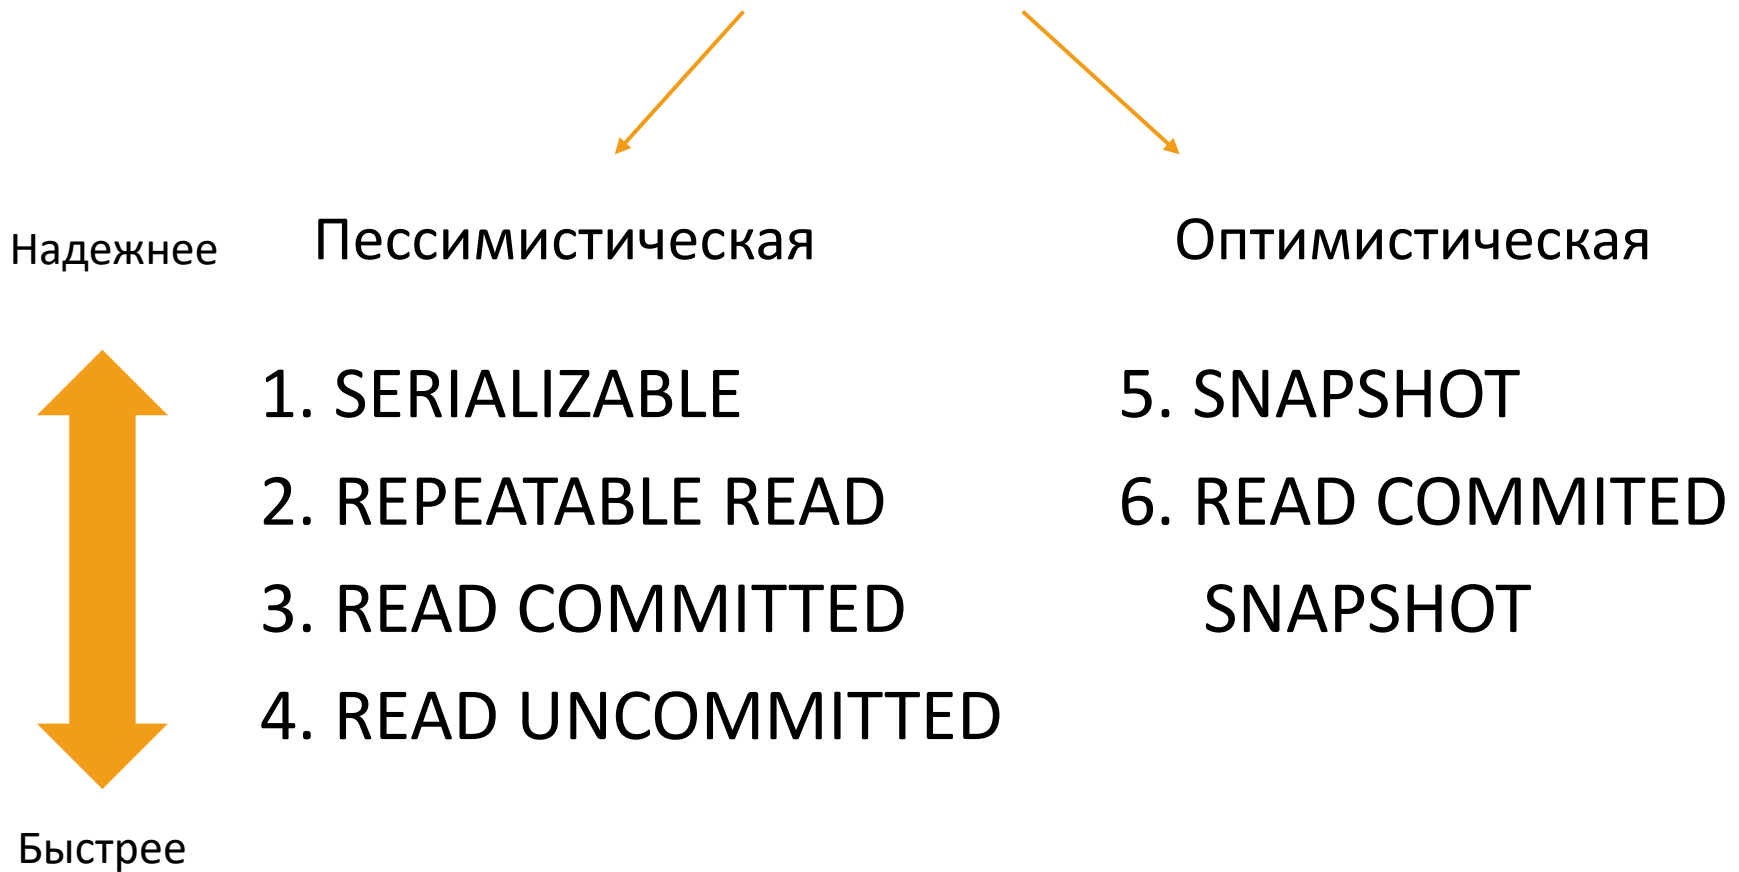 Надежнее
Пессимистическая
1. SERIALIZABLE
2. REPEATABLE READ
3. READ COMMITTED
4. READ UNCOMMITTED
Оптимистическая
5. SNAPSHOT
6. READ COMMITED
SNAPSHOT
Быстрее